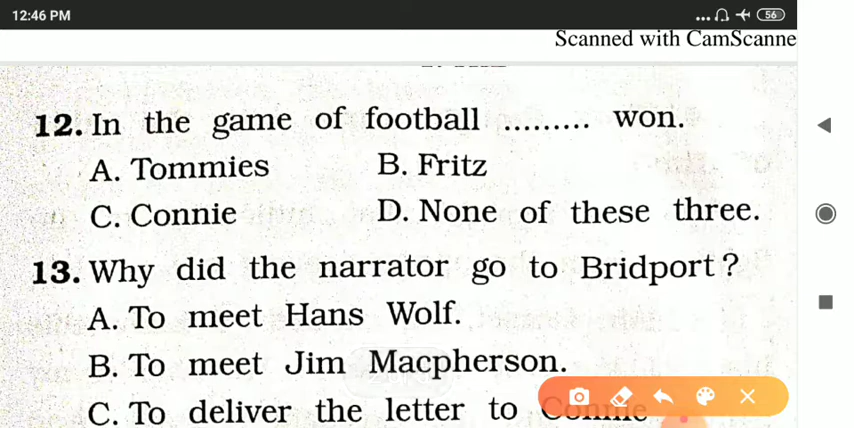 12:46 PM
56
Scanned with CamScanne
12. In the game of football ......... won.
A. Tommies B. Fritz
C. Connie D. None of these three.
13. Why did the narrator go to Bridport?
A. To meet Hans Wolf.
B. To meet Jim Macpherson.
C. To deliver the letter to Connie